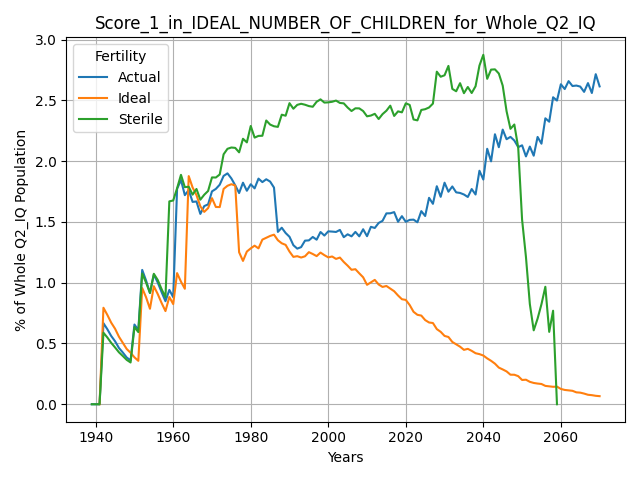 Score_1_in_IDEAL_NUMBER_OF_CHILDREN_for_Whole_Q2_IQ
Fertility
Actual
Ideal
Sterile
% of Whole Q2_IQ Population
3.0
2.5
2.0
1.5
1.0
0.5
0.0
1940 1960 1980 2000 2020 2040 2060
Years